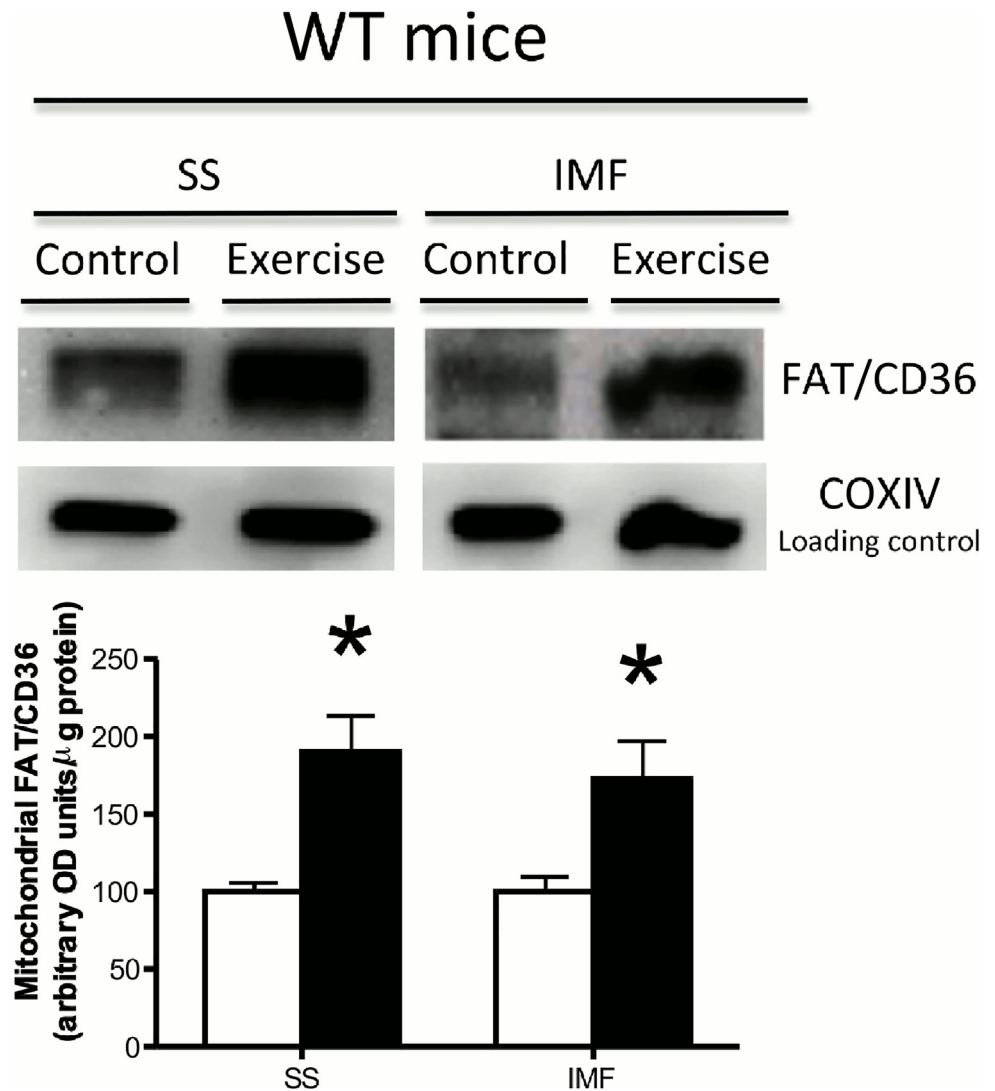 WT mice
SS IMF
Control Exercise Control Exercise
FAT/CD36
COXIV
Loading control
Mitochondrial FAT/CD36
(arbitrary OD units/μg protein)
* *
250
200
150
100
50
0
SS IMF